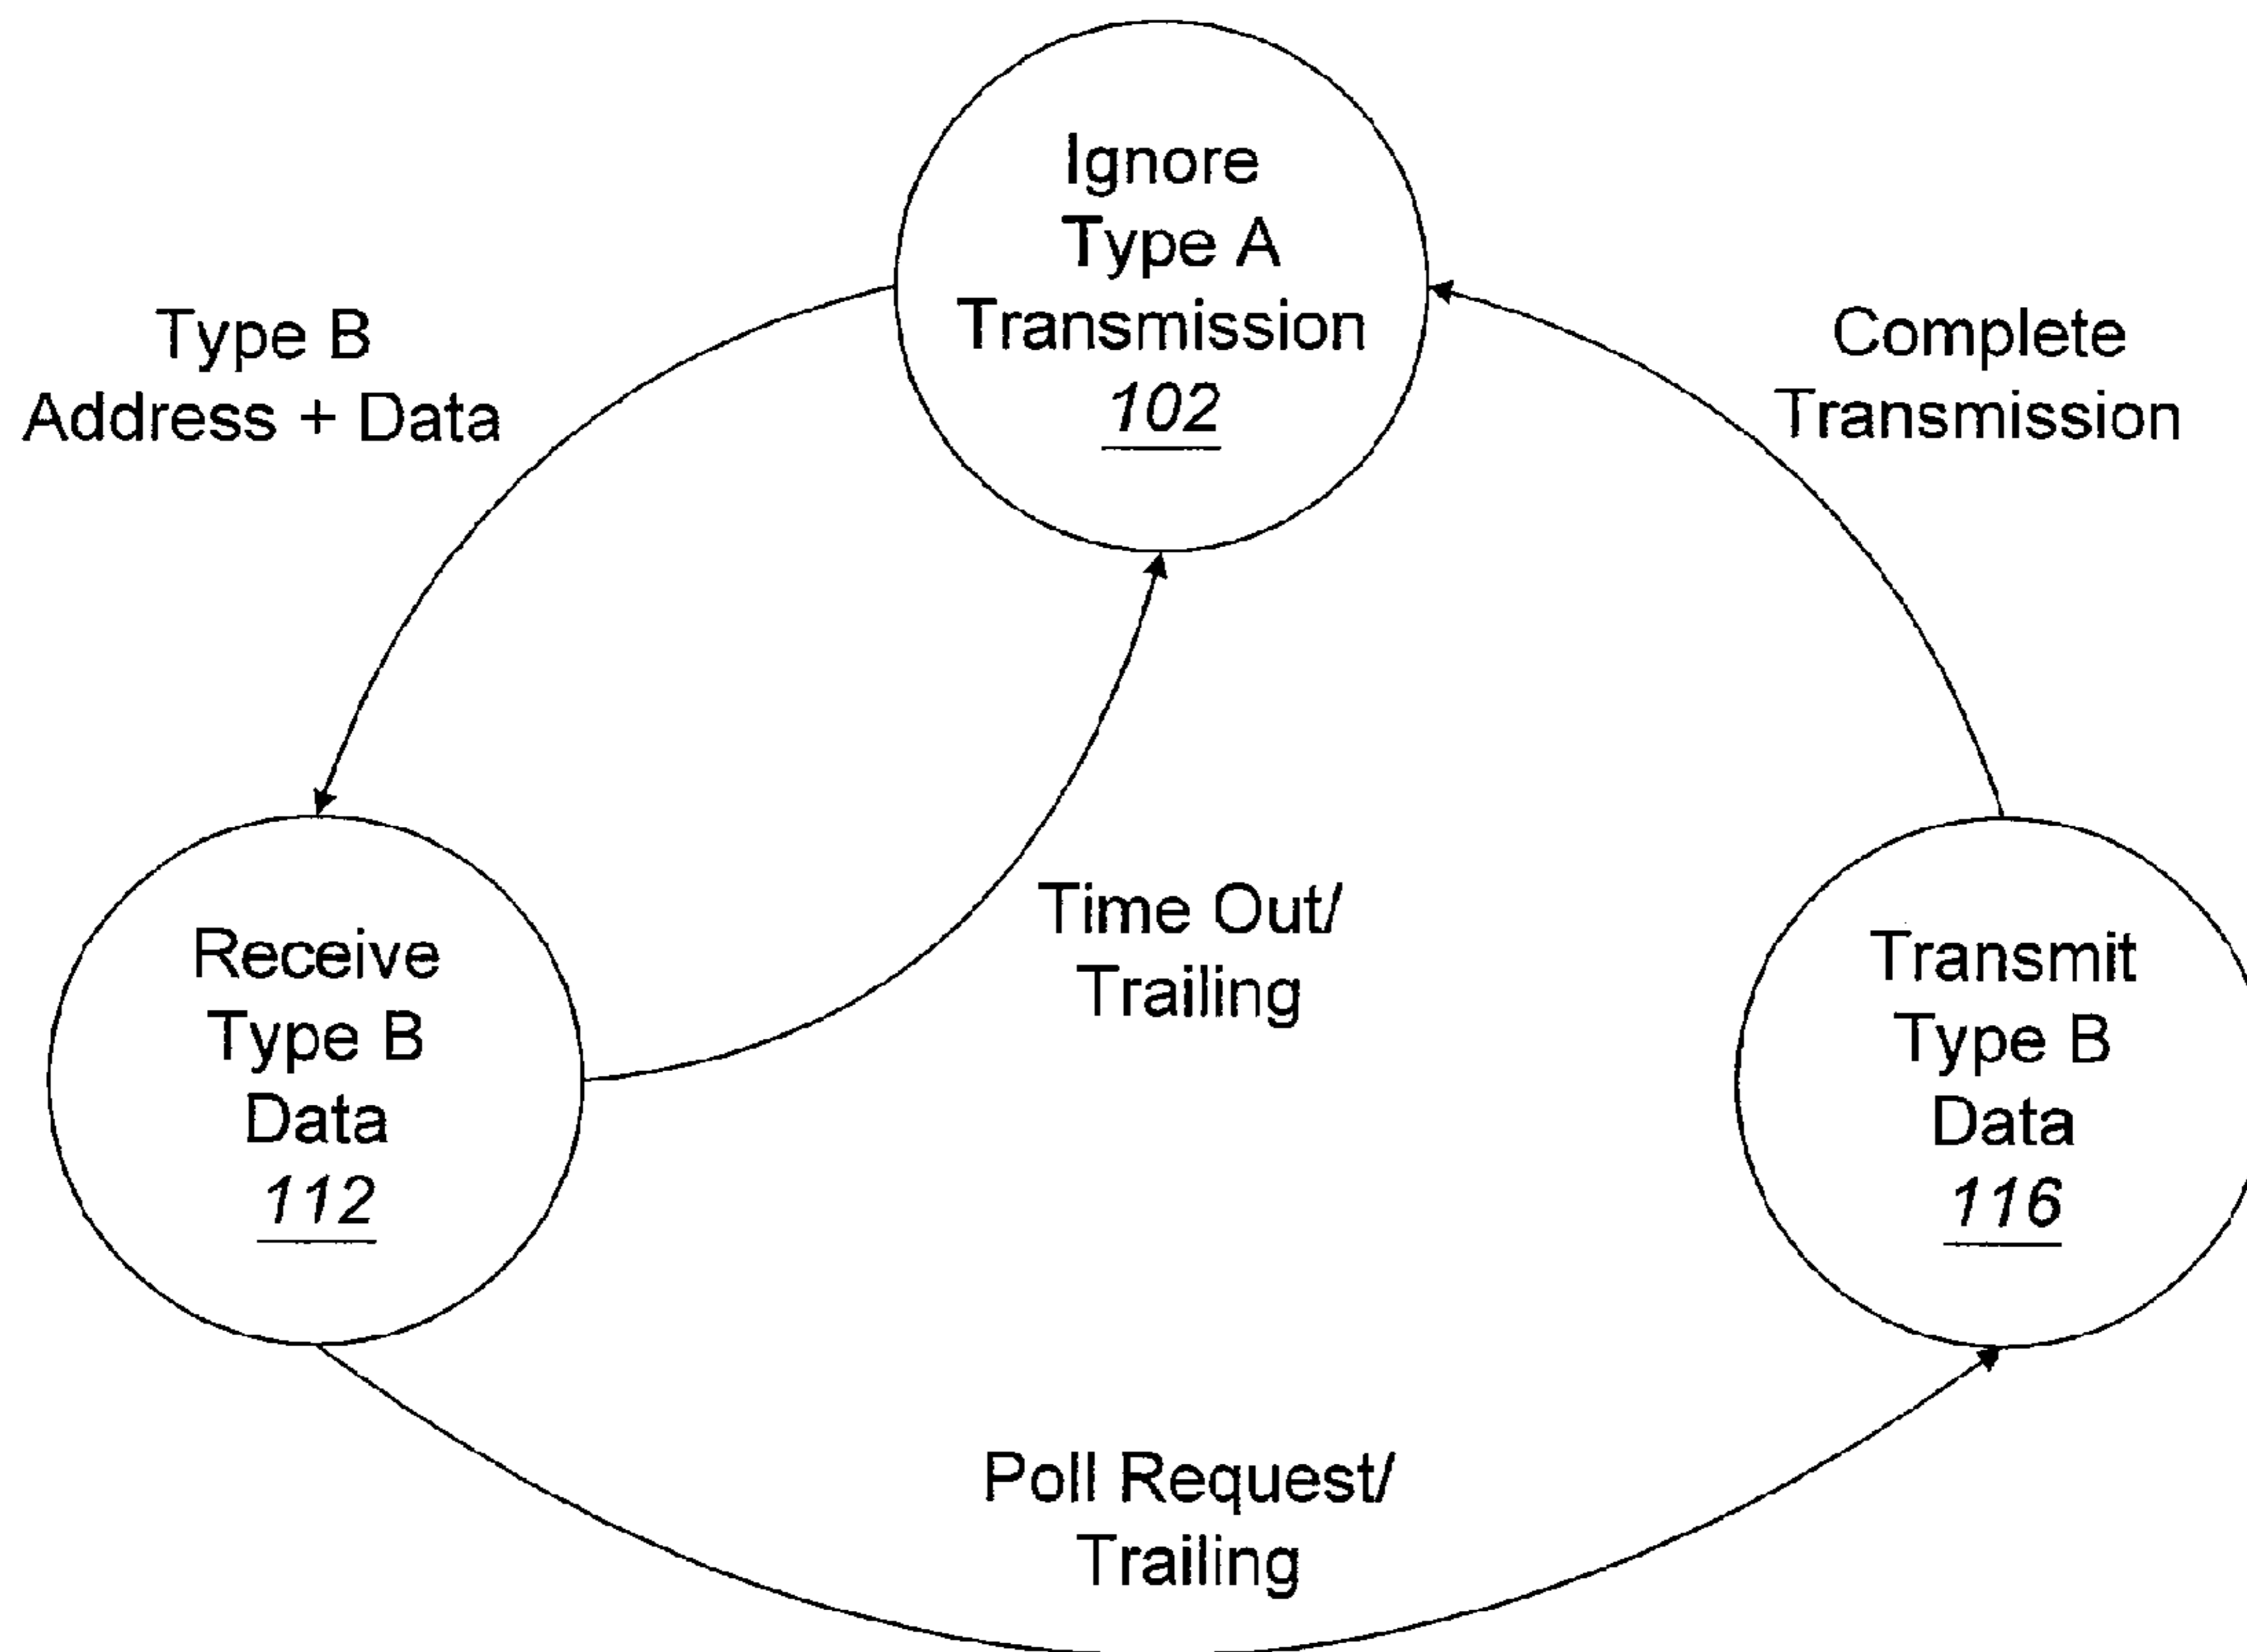 Ignore
Type A
Transmission
102
Type B
Address + Data
Complete
Transmission
Time Out/
Trailing
Receive
Type B
Data
112
Transmit
Type B
Data
116
Poll Request/
Trailing